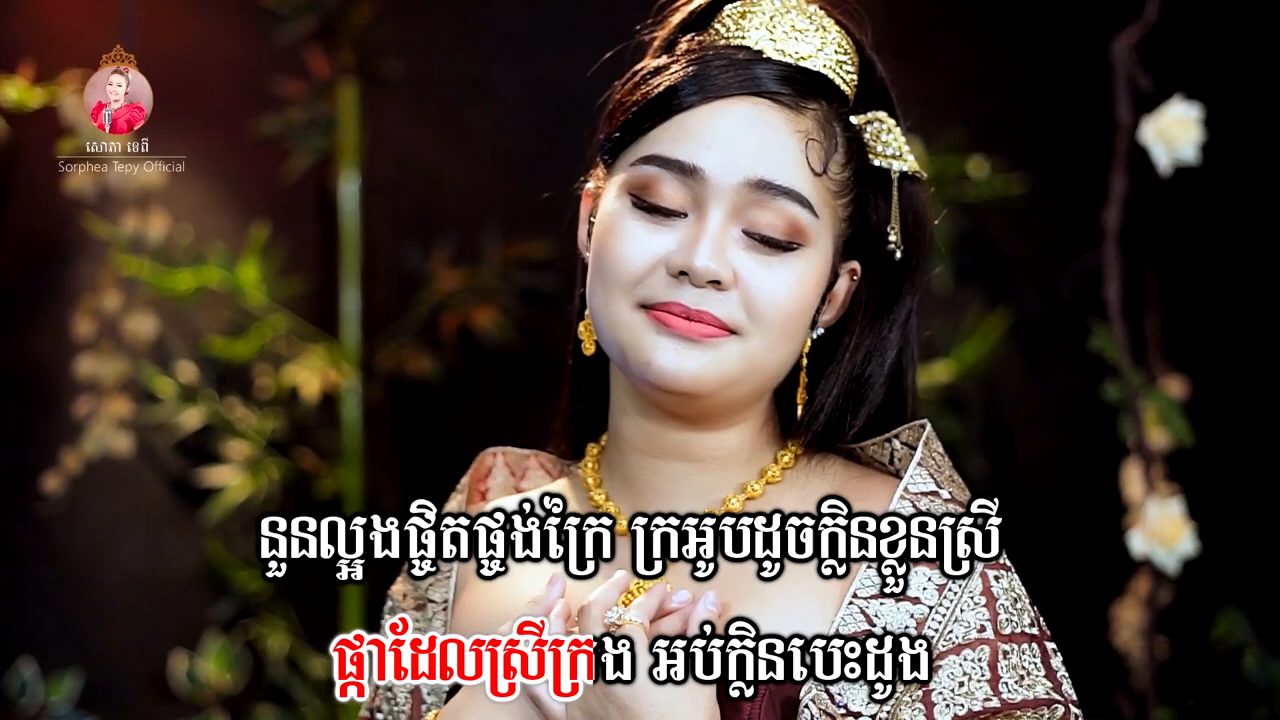 សោភា ទេពី
Sorphea Tepy Official
នួនល្អងផ្ចិតផ្ចង់ក្រៃ ក្រអូបដូចក្លិនខ្លួនស្រី
ផ្កាដែលស្រីក្រង អប់ក្លិនបេះដូង